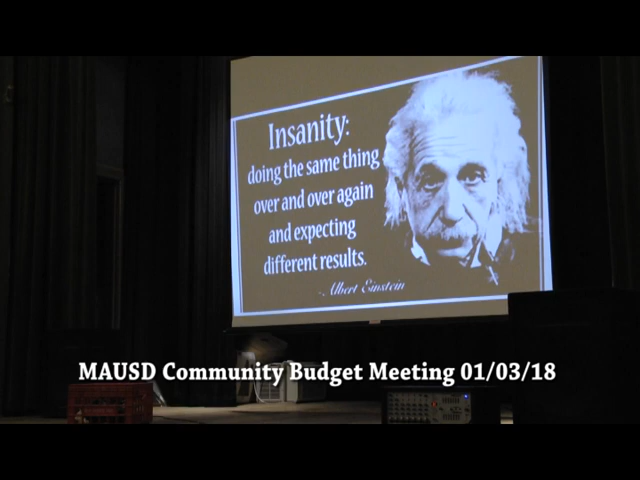 Insanity:
doing the same thing
over and over again
and expecting
different results.
- Albert Einstein
MAUSD Community Budget Meeting 01/03/18